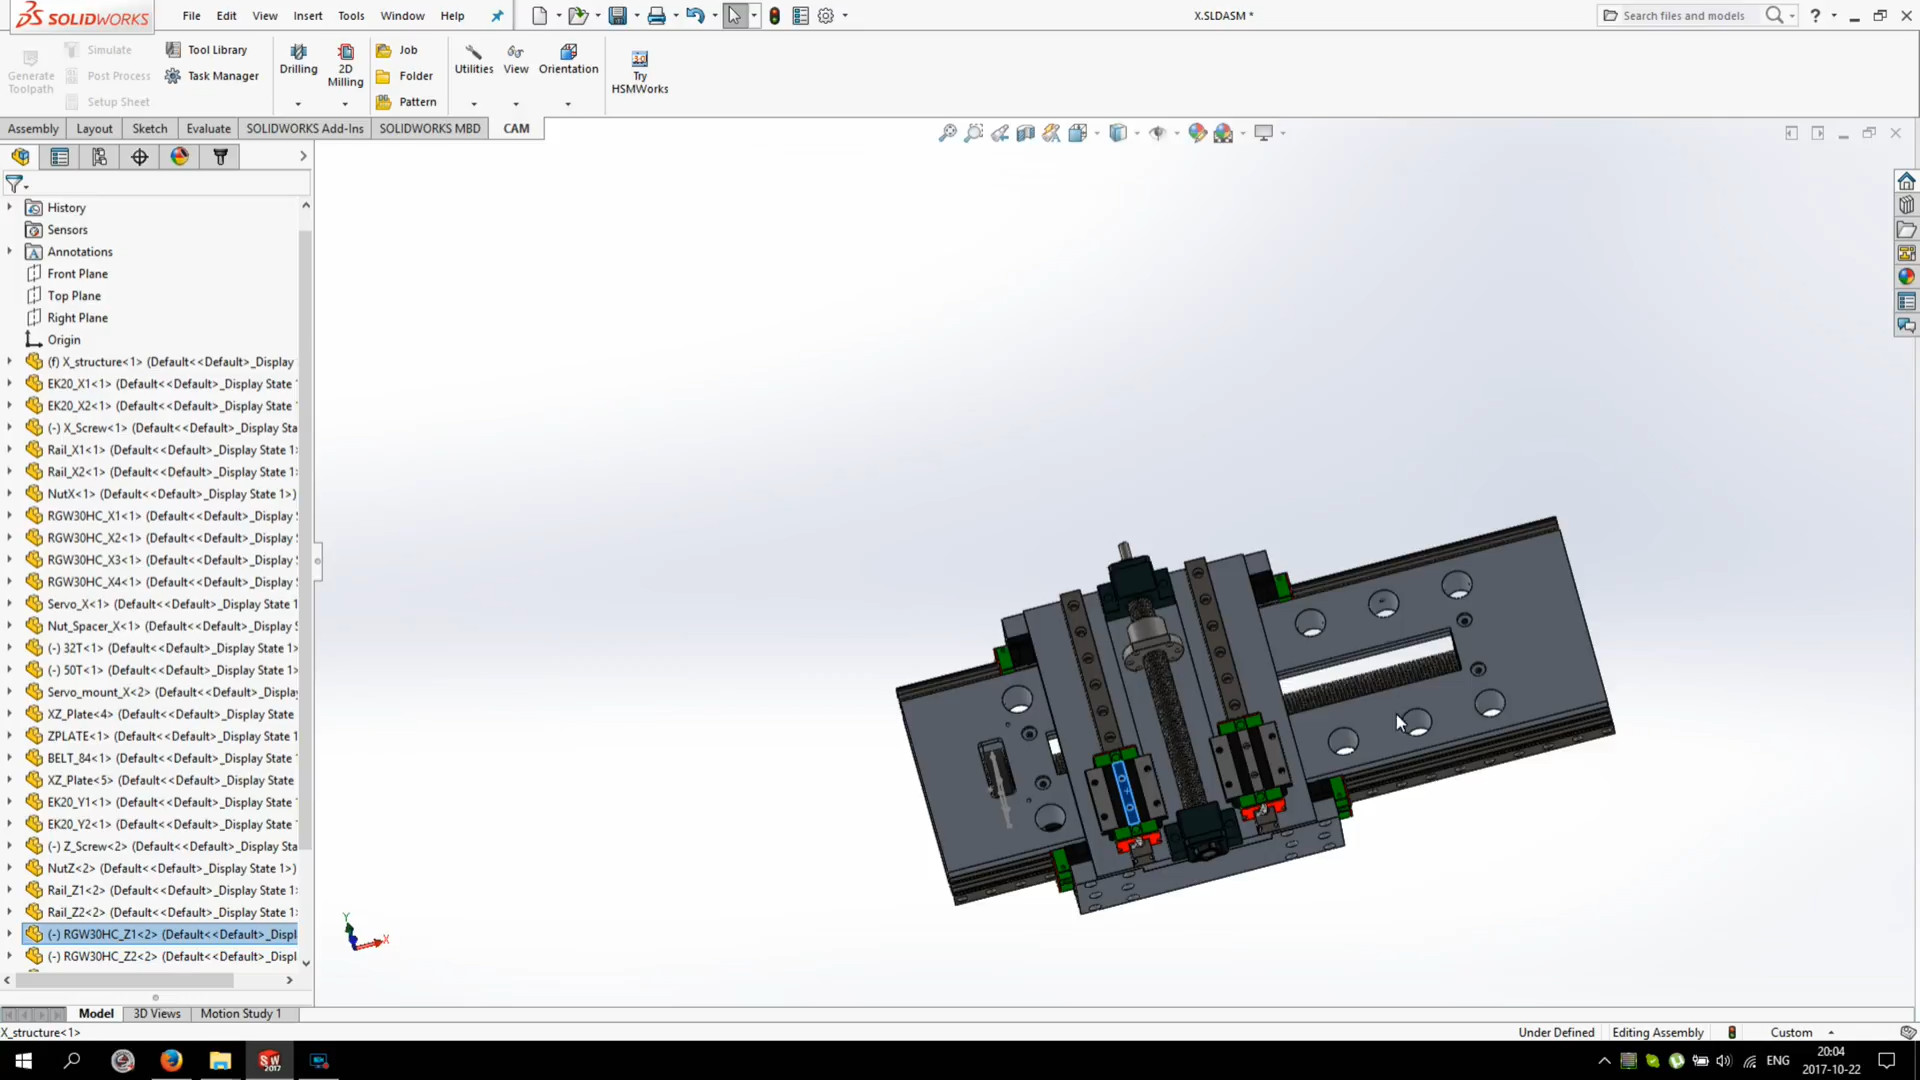 SOLIDWORKS
File Edit View Insert Tools Window Help
X.SLDASM *
Search files and models
Generate Toolpath
Simulate
Post Process
Setup Sheet
Tool Library
Task Manager
Drilling
2D Milling
Job
Folder
Pattern
Utilities
View
Orientation
Try HSMWorks
Assembly Layout Sketch Evaluate SOLIDWORKS Add-Ins SOLIDWORKS MBD CAM
History
Sensors
Annotations
Front Plane
Top Plane
Right Plane
Origin
(f) X_structure<1> (Default<<Default>_Display
EK20_X1<1> (Default<<Default>_Display State
EK20_X2<1> (Default<<Default>_Display State
(-) X_Screw<1> (Default<<Default>_Display Sta
Rail_X1<1> (Default<<Default>_Display State 1>
Rail_X2<1> (Default<<Default>_Display State 1>
NutX<1> (Default<<Default>_Display State 1>)
RGW30HC_X1<1> (Default<<Default>_Display
RGW30HC_X2<1> (Default<<Default>_Display
RGW30HC_X3<1> (Default<<Default>_Display
RGW30HC_X4<1> (Default<<Default>_Display
Servo_X<1> (Default<<Default>_Display State 1
Nut_Spacer_X<1> (Default<<Default>_Display
(-) 32T<1> (Default<<Default>_Display State 1>
(-) 50T<1> (Default<<Default>_Display State 1>
Servo_mount_X<2> (Default<<Default>_Display
XZ_Plate<4> (Default<<Default>_Display State
ZPLATE<1> (Default<<Default>_Display State 1
BELT_84<1> (Default<<Default>_Display State 1
XZ_Plate<5> (Default<<Default>_Display State
EK20_Y1<1> (Default<<Default>_Display State
EK20_Y2<1> (Default<<Default>_Display State
(-) Z_Screw<2> (Default<<Default>_Display Sta
NutZ<2> (Default<<Default>_Display State 1>)
Rail_Z1<2> (Default<<Default>_Display State 1>
Rail_Z2<2> (Default<<Default>_Display State 1>
(-) RGW30HC_Z1<2> (Default<<Default>_Displ
(-) RGW30HC_Z2<2> (Default<<Default>_Displ
Y
X
Model 3D Views Motion Study 1
X_structure<1>
Under Defined Editing Assembly Custom
SW 2017
ENG
20:04
2017-10-22